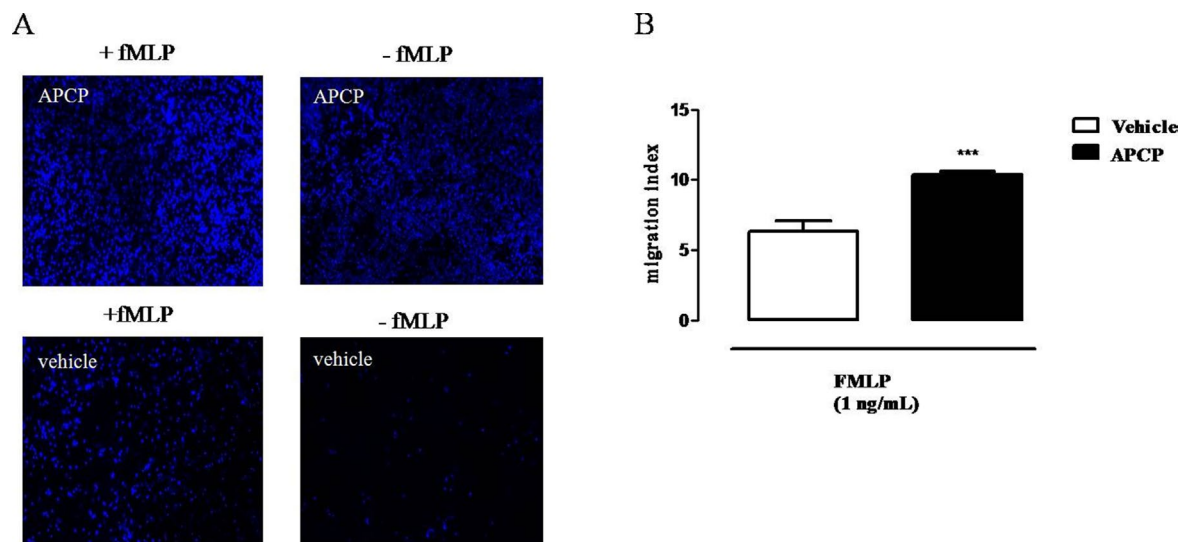 A
+ fMLP
- fMLP
APCP
APCP
+fMLP
- fMLP
vehicle
vehicle
B
15
10
5
0
migration index
***
Vehicle
APCP
FMLP
(1 ng/mL)